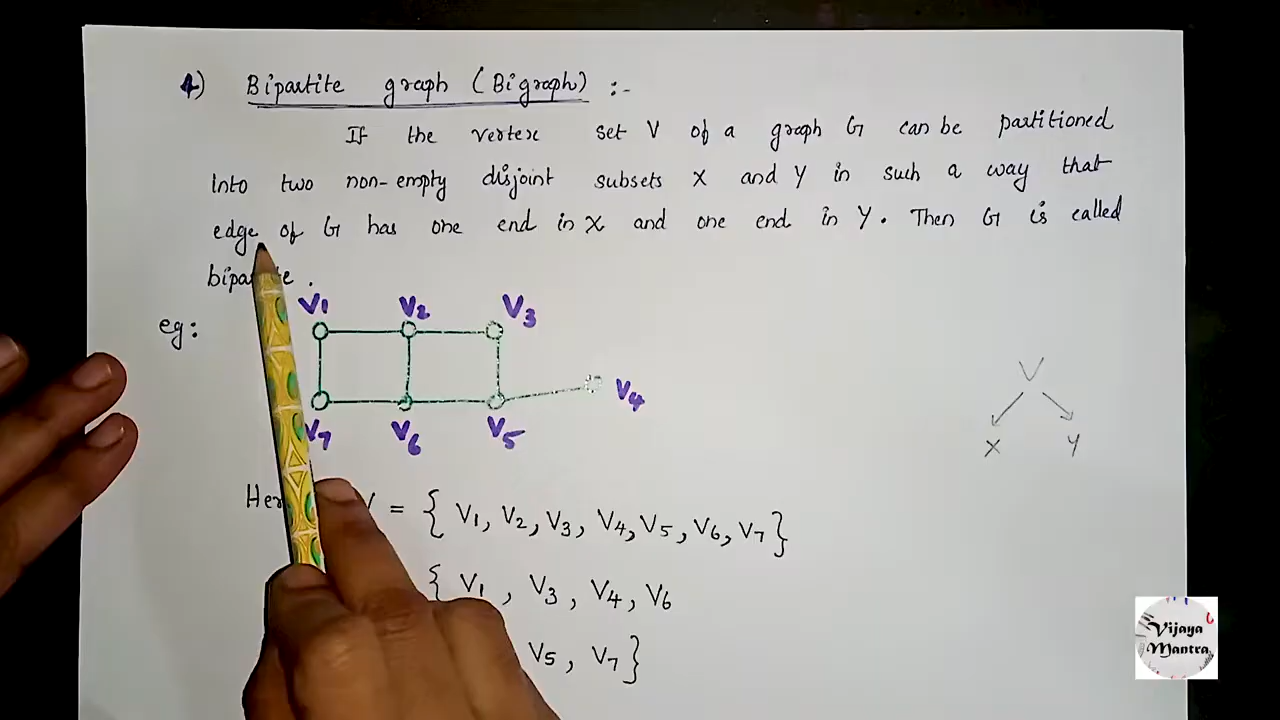 4) Bipartite graph (Bigraph) :-
If the vertex set V of a graph G can be partitioned
into two non-empty disjoint subsets X and Y in such a way that
edge of G has one end in X and one end in Y. Then G is called
.
eg:
V1 V2 V3
V4
V7 V6 V5
V
X Y
V = { V1, V2, V3, V4, V5, V6, V7 }
{ V1, V3, V4, V6
V5, V7 }
Vijaya
Mantra